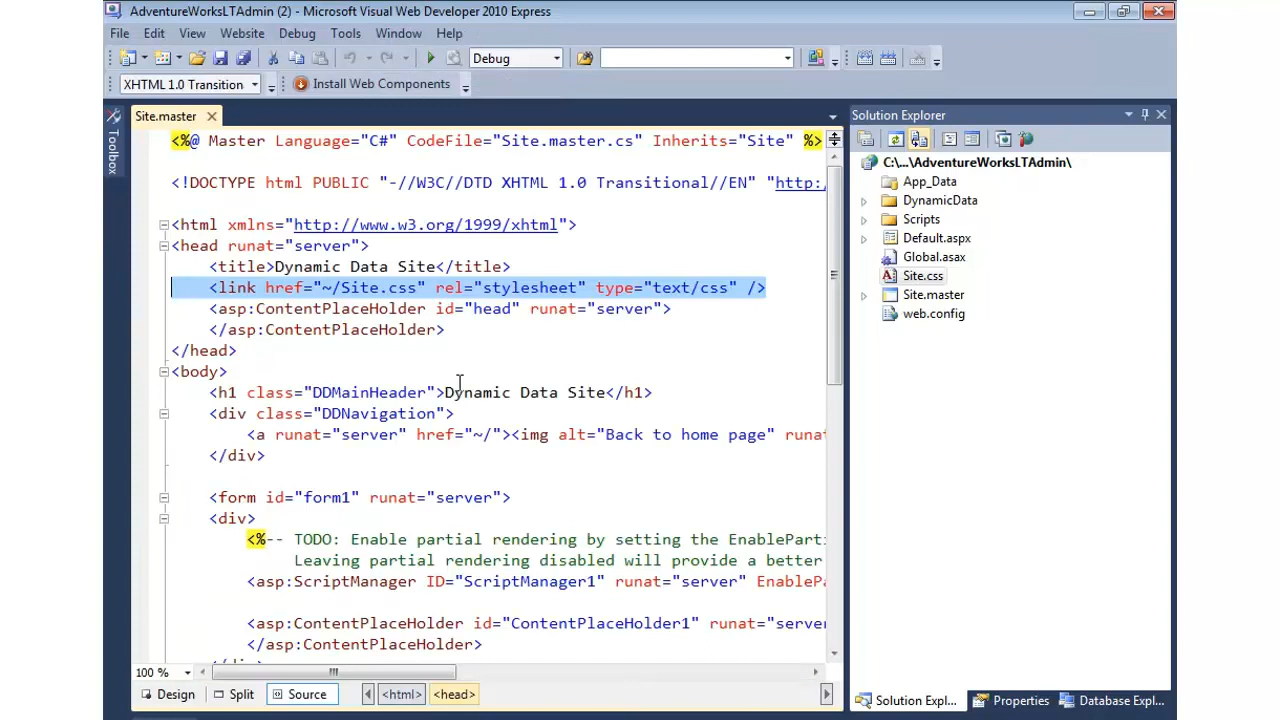 AdventureWorksLTAdmin (2) - Microsoft Visual Web Developer 2010 Express
File Edit View Website Debug Tools Window Help
Debug
XHTML 1.0 Transition Install Web Components
Toolbox
Site.master
<%@ Master Language="C#" CodeFile="Site.master.cs" Inherits="Site" %>
<!DOCTYPE html PUBLIC "-//W3C//DTD XHTML 1.0 Transitional//EN" "http:/
<html xmlns="http://www.w3.org/1999/xhtml">
<head runat="server">
<title>Dynamic Data Site</title>
<link href="~/Site.css" rel="stylesheet" type="text/css" />
<asp:ContentPlaceHolder id="head" runat="server">
</asp:ContentPlaceHolder>
</head>
<body>
<h1 class="DDMainHeader">Dynamic Data Site</h1>
<div class="DDNavigation">
<a runat="server" href="~/"><img alt="Back to home page" runat
</div>
<form id="form1" runat="server">
<div>
<%-- TODO: Enable partial rendering by setting the EnableParti
Leaving partial rendering disabled will provide a better
<asp:ScriptManager ID="ScriptManager1" runat="server" EnablePa
<asp:ContentPlaceHolder id="ContentPlaceHolder1" runat="server
</asp:ContentPlaceHolder>
100 %
Design Split Source <html> <head>
Solution Explorer
C:\...\AdventureWorksLTAdmin\
App_Data
DynamicData
Scripts
Default.aspx
Global.asax
Site.css
Site.master
web.config
Solution Expl... Properties Database Expl...